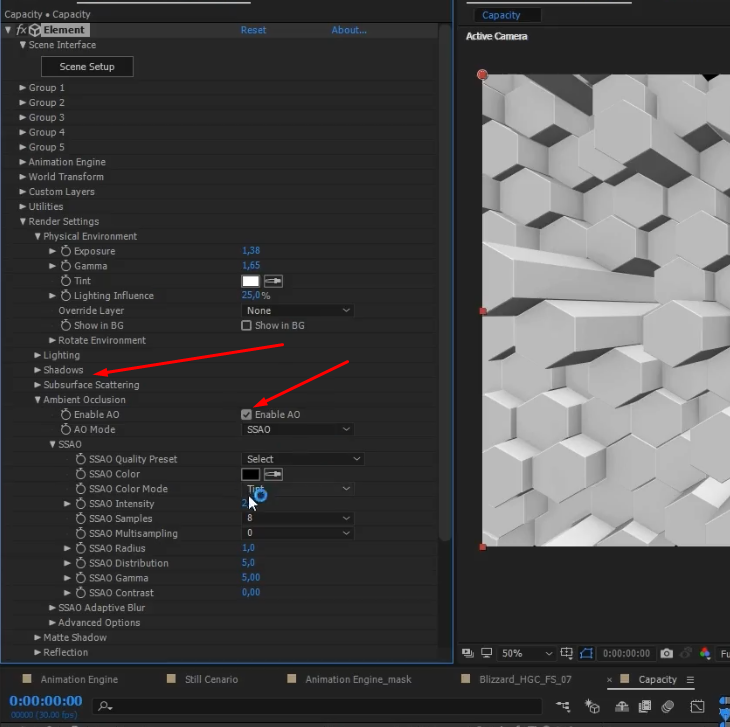 Capacity • Capacity
fx Element Reset About...
Scene Interface
Scene Setup
Group 1
Group 2
Group 3
Group 4
Group 5
Animation Engine
World Transform
Custom Layers
Utilities
Render Settings
Physical Environment
Exposure 1,38
Gamma 1,65
Tint
Lighting Influence 25,0%
Override Layer None
Show in BG Show in BG
Rotate Environment
Lighting
Shadows
Subsurface Scattering
Ambient Occlusion
Enable AO Enable AO
AO Mode SSAO
SSAO
SSAO Quality Preset Select
SSAO Color
SSAO Color Mode Tint
SSAO Intensity
SSAO Samples 8
SSAO Multisampling 0
SSAO Radius 1,0
SSAO Distribution 5,0
SSAO Gamma 5,00
SSAO Contrast 0,00
SSAO Adaptive Blur
Advanced Options
Matte Shadow
Reflection
Capacity
Active Camera
50% 0:00:00:00
Animation Engine Still Cenario Animation Engine_mask Blizzard_HGC_FS_07 × Capacity
0:00:00:00
00000 (30.00 fps)